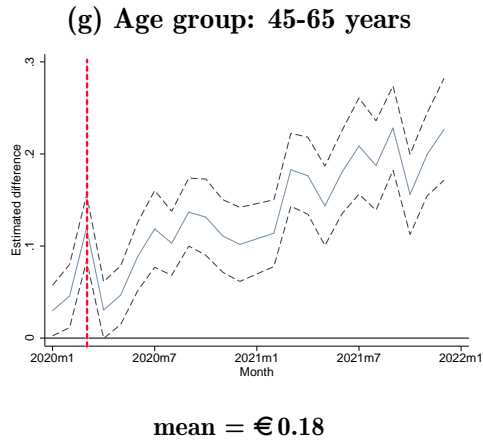 (g) Age group: 45-65 years
.3
.2
.1
0
Estimated difference
2020m1 2020m7 2021m1 2021m7 2022m1
Month
mean = €0.18